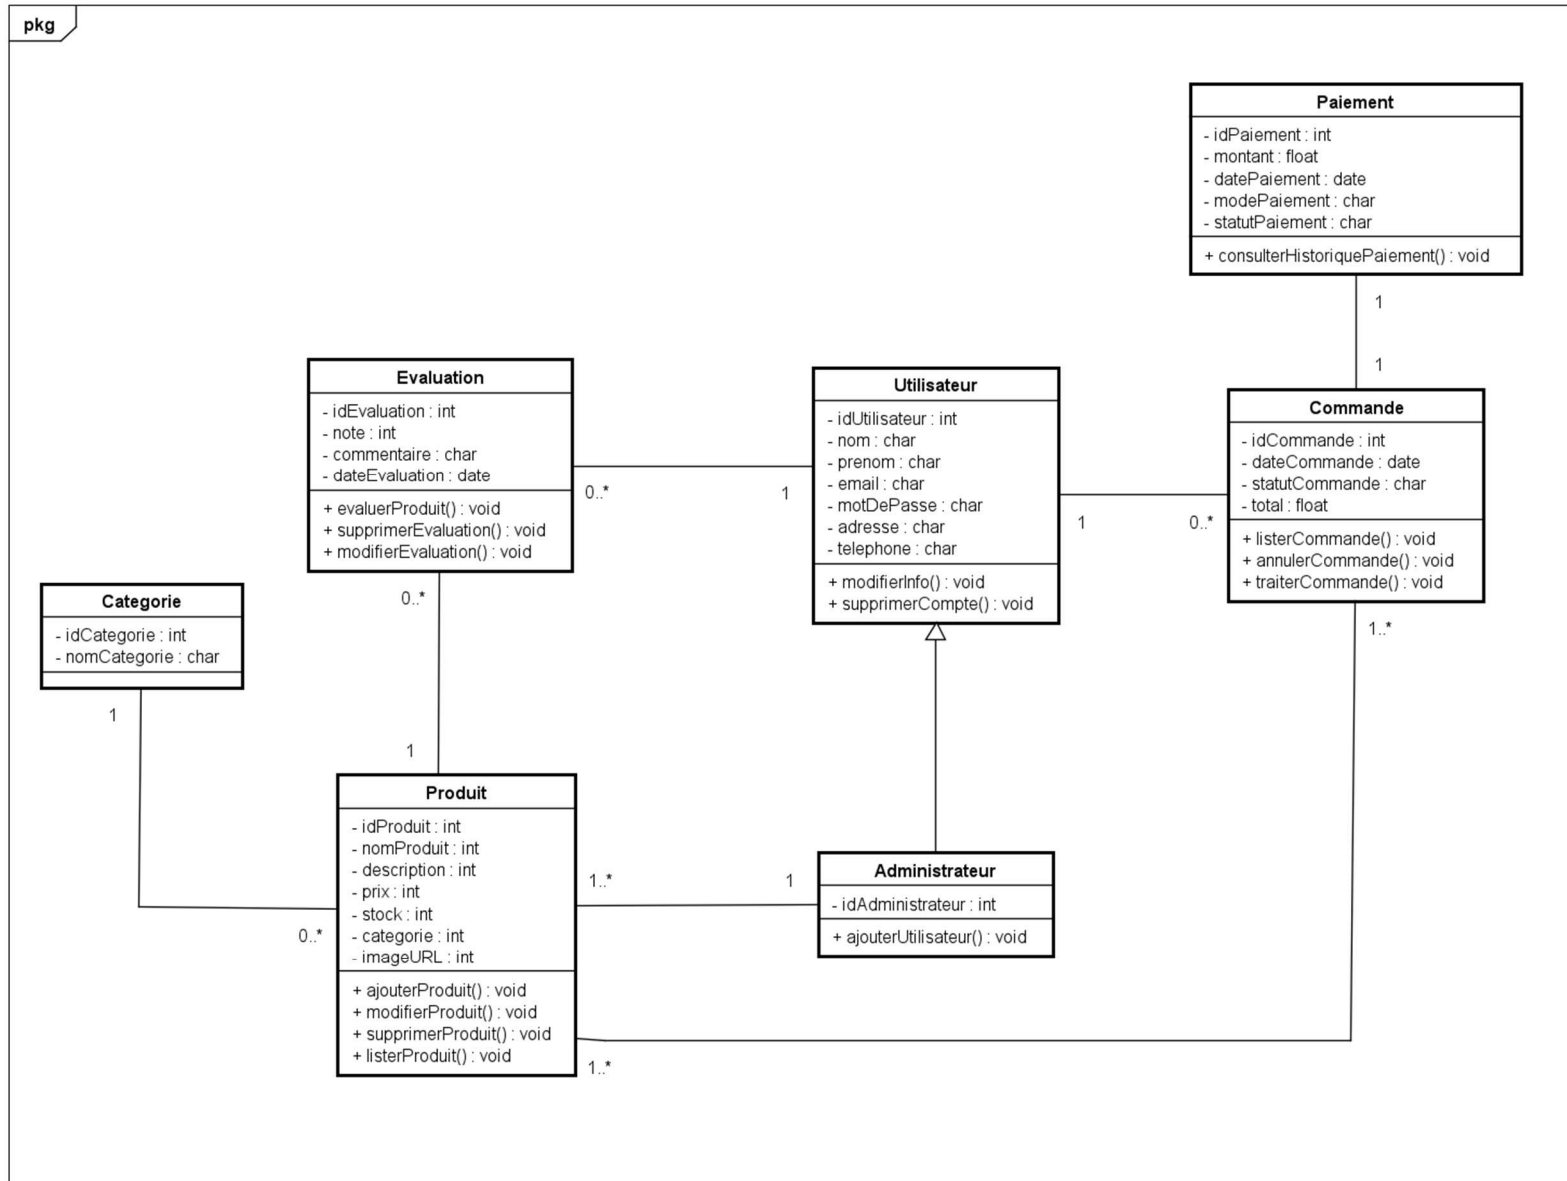 pkg
Paiement
- idPaiement : int
- montant : float
- datePaiement : date
- modePaiement : char
- statutPaiement : char
+ consulterHistoriquePaiement() : void
1
1
Evaluation
- idEvaluation : int
- note : int
- commentaire : char
- dateEvaluation : date
+ evaluerProduit() : void
+ supprimerEvaluation() : void
+ modifierEvaluation() : void
0..*
1
Utilisateur
- idUtilisateur : int
- nom : char
- prenom : char
- email : char
- motDePasse : char
- adresse : char
- telephone : char
+ modifierInfo() : void
+ supprimerCompte() : void
1
0..*
Commande
- idCommande : int
- dateCommande : date
- statutCommande : char
- total : float
+ listerCommande() : void
+ annulerCommande() : void
+ traiterCommande() : void
1..*
0..*
1
Categorie
- idCategorie : int
- nomCategorie : char
1
0..*
Produit
- idProduit : int
- nomProduit : int
- description : int
- prix : int
- stock : int
- categorie : int
- imageURL : int
+ ajouterProduit() : void
+ modifierProduit() : void
+ supprimerProduit() : void
+ listerProduit() : void
1..*
1
Administrateur
- idAdministrateur : int
+ ajouterUtilisateur() : void
1..*